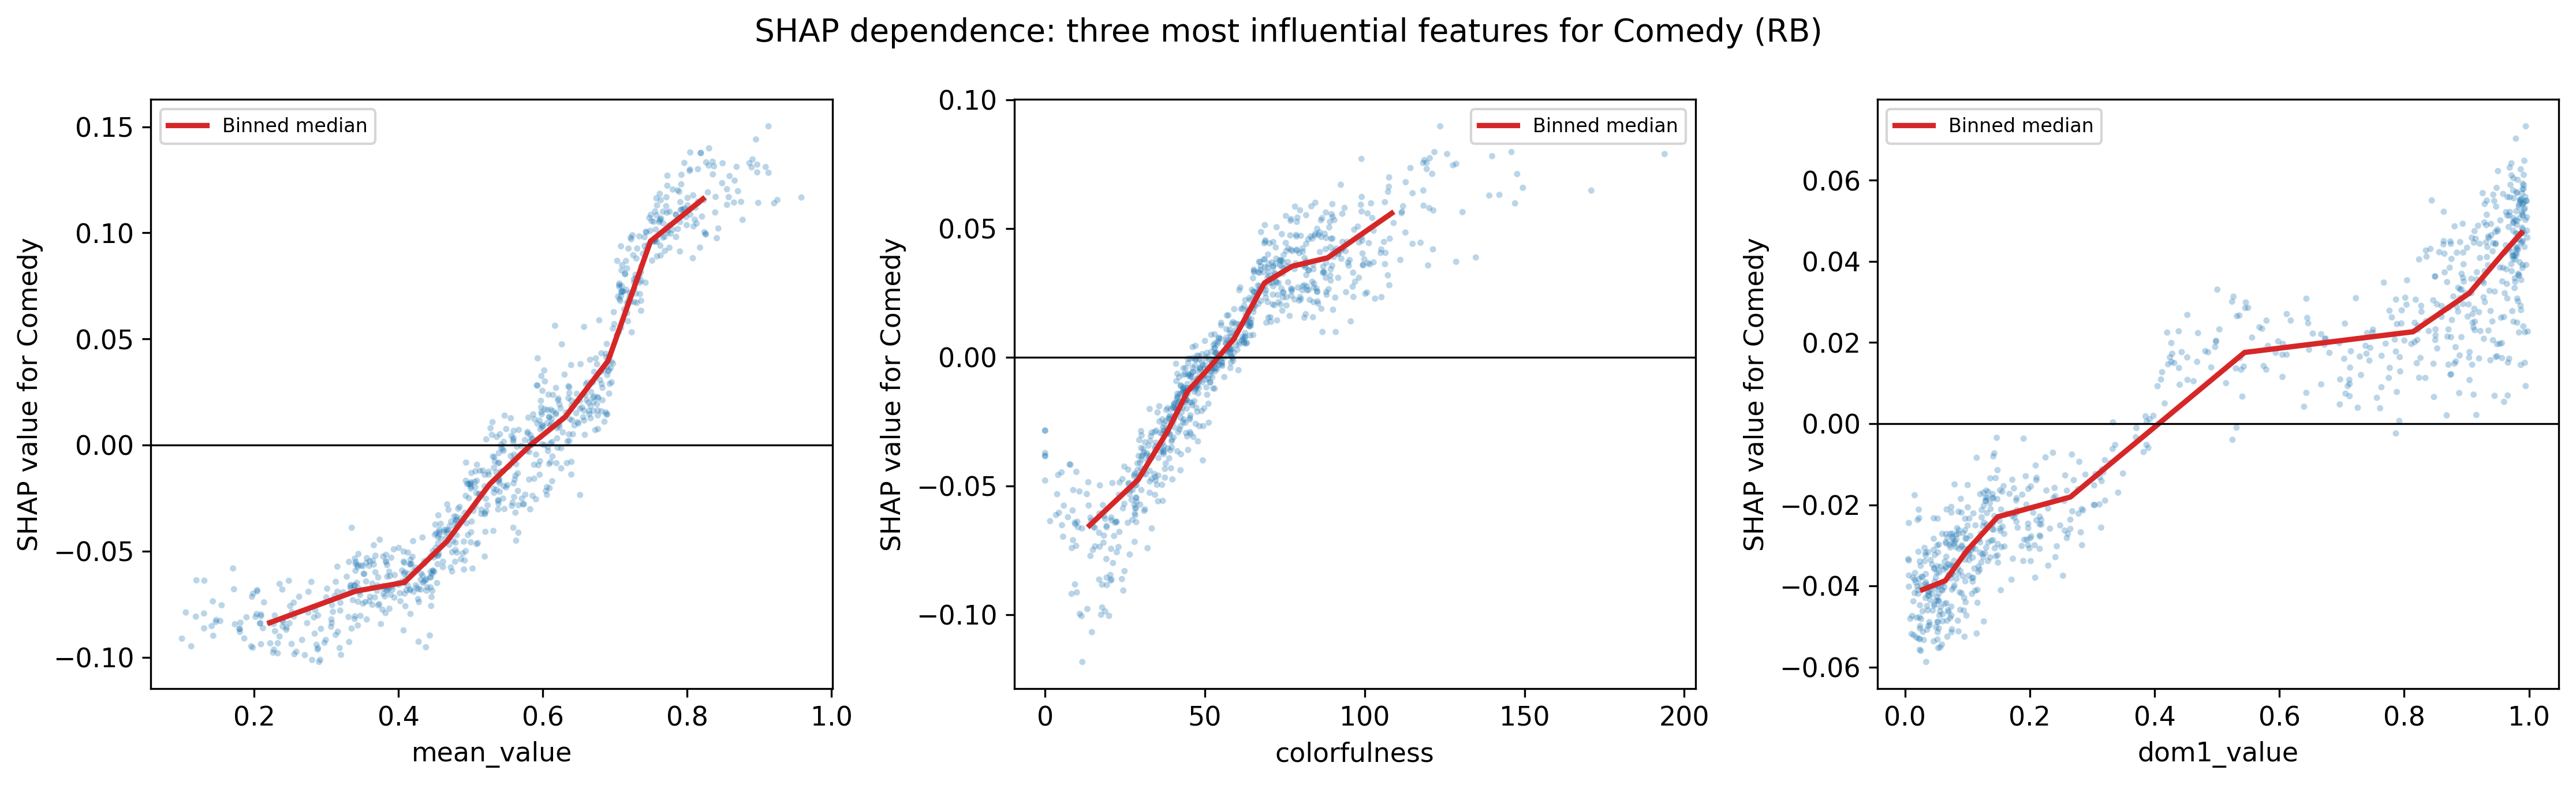 SHAP dependence: three most influential features for Comedy (RB)
Binned median
SHAP value for Comedy
0.15
0.10
0.05
0.00
−0.05
−0.10
0.2 0.4 0.6 0.8 1.0
mean_value
Binned median
SHAP value for Comedy
0.10
0.05
0.00
−0.05
−0.10
0 50 100 150 200
colorfulness
Binned median
SHAP value for Comedy
0.06
0.04
0.02
0.00
−0.02
−0.04
−0.06
0.0 0.2 0.4 0.6 0.8 1.0
dom1_value